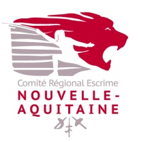 Comité Régional Escrime
NOUVELLE-
AQUITAINE